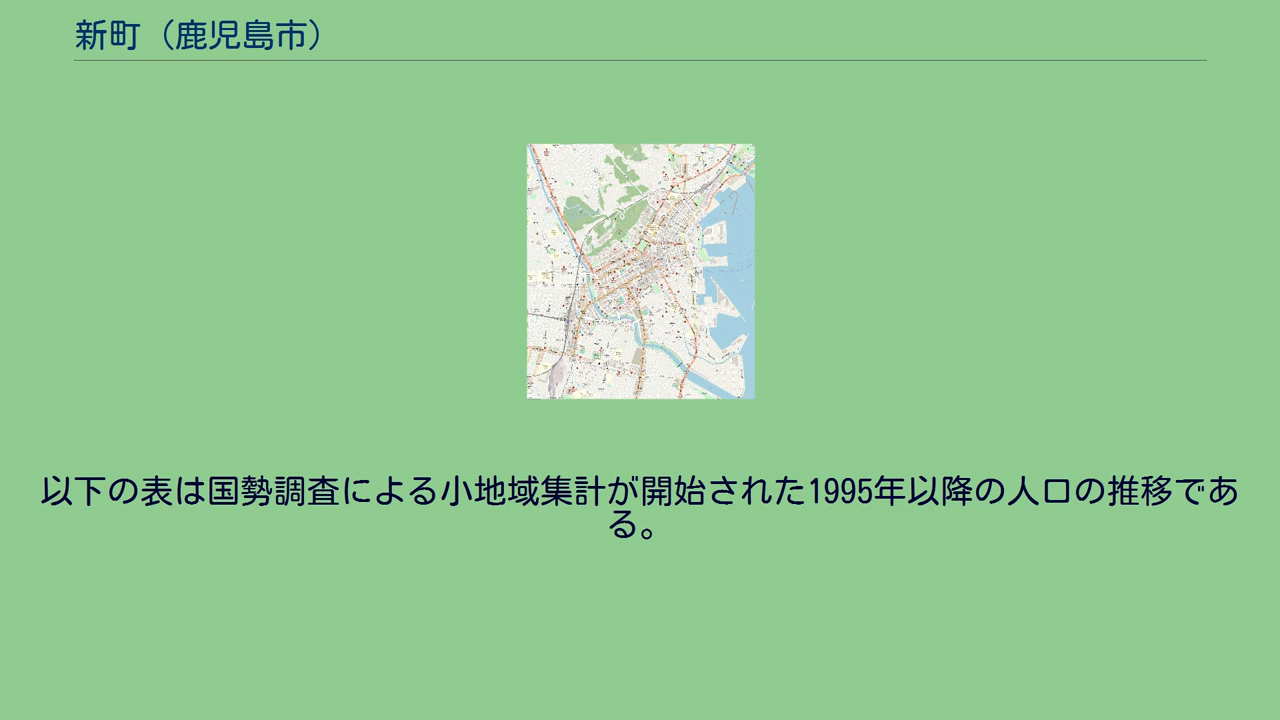 新町（鹿児島市）
以下の表は国勢調査による小地域集計が開始された1995年以降の人口の推移であ
る。